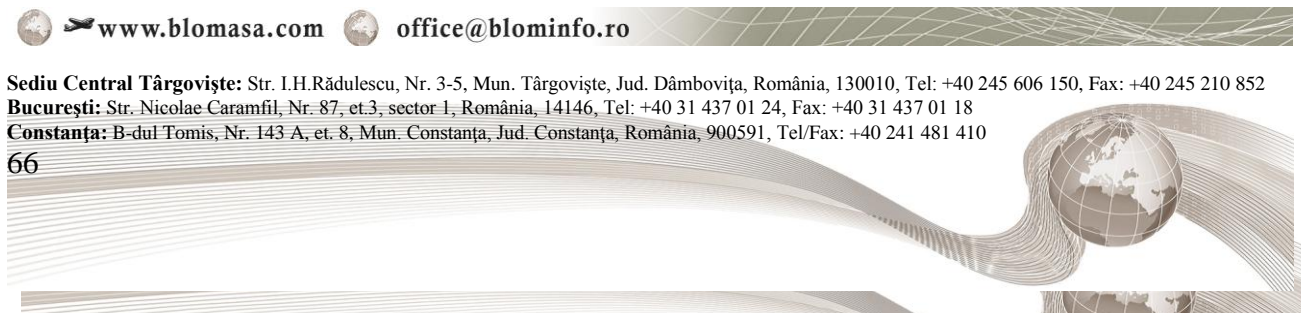 www.blomasa.com office@blominfo.ro
Sediu Central Târgovişte: Str. I.H.Rădulescu, Nr. 3-5, Mun. Târgovişte, Jud. Dâmboviţa, România, 130010, Tel: +40 245 606 150, Fax: +40 245 210 852
Bucureşti: Str. Nicolae Caramfil, Nr. 87, et.3, sector 1, România, 14146, Tel: +40 31 437 01 24, Fax: +40 31 437 01 18
Constanţa: B-dul Tomis, Nr. 143 A, et. 8, Mun. Constanţa, Jud. Constanţa, România, 900591, Tel/Fax: +40 241 481 410
66